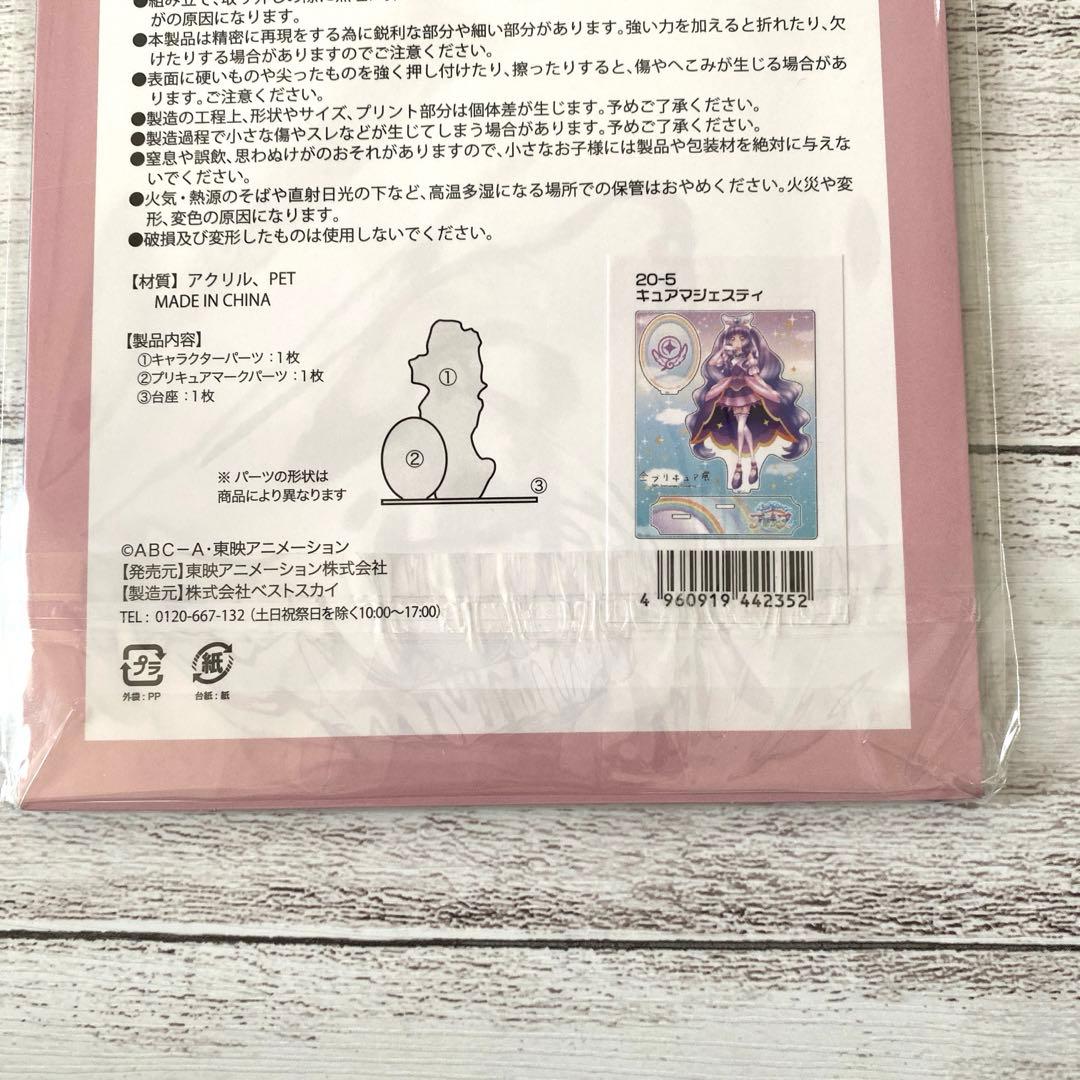 がの原因になります。
●本製品は精密に再現をする為に鋭利な部分や細い部分があります。強い力を加えると折れたり、欠
けたりする場合がありますのでご注意ください。
●表面に硬いものや尖ったものを強く押し付けたり、擦ったりすると、傷やへこみが生じる場合があ
ります。ご注意ください。
●製造の工程上、形状やサイズ、プリント部分は個体差が生じます。予めご了承ください。
●製造過程で小さな傷やスレなどが生じてしまう場合があります。予めご了承ください。
●窒息や誤飲、思わぬけがのおそれがありますので、小さなお子様には製品や包装材を絶対に与えな
いでください。
●火気・熱源のそばや直射日光の下など、高温多湿になる場所での保管はおやめください。火災や変
形、変色の原因になります。
●破損及び変形したものは使用しないでください。
【材質】アクリル、PET
MADE IN CHINA
【製品内容】
①キャラクターパーツ：1枚
②プリキュアマークパーツ：1枚
③台座：1枚
①
②
③
※ パーツの形状は
商品により異なります
20-5
キュアマジェスティ
全プリキュア展
プリキュア
4 960919 442352
©ABC-A・東映アニメーション
【発売元】東映アニメーション株式会社
【製造元】株式会社ベストスカイ
TEL：0120-667-132（土日祝祭日を除く10:00〜17:00）
プラ
外袋：PP
紙
台紙：紙